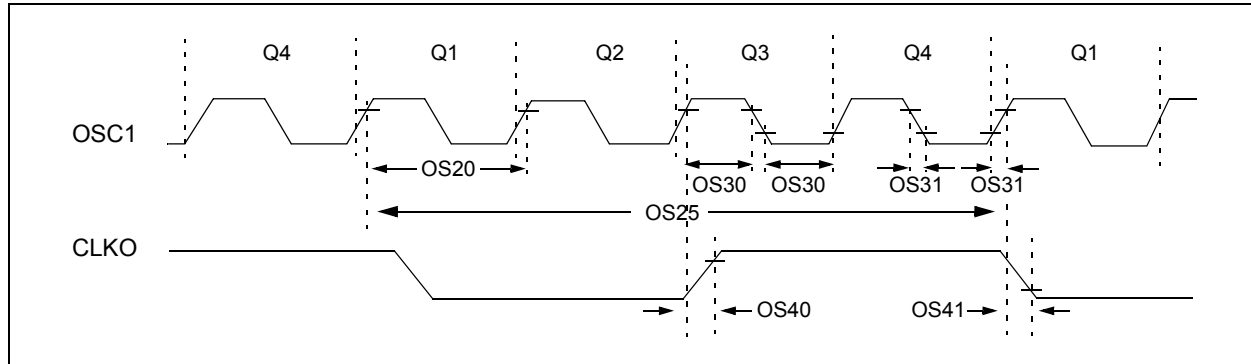 Q4 Q1 Q2 Q3 Q4 Q1
OSC1
OS20
OS30 OS30 OS31 OS31
OS25
CLKO
OS40 OS41